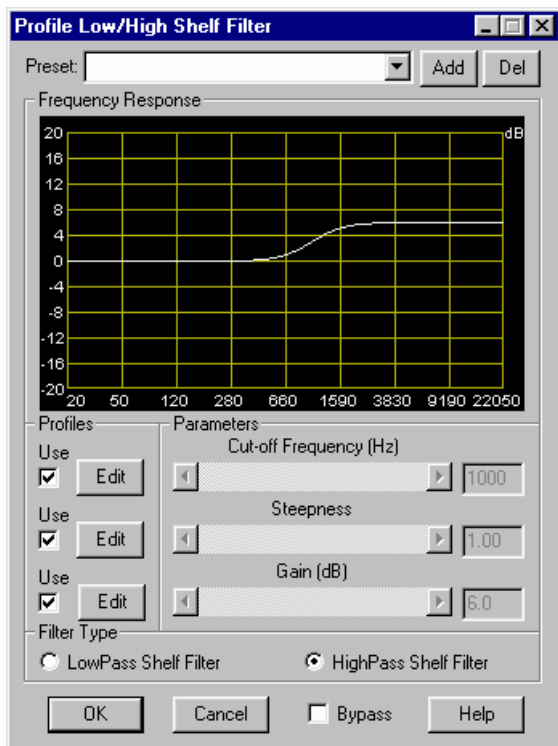 Profile Low/High Shelf Filter
Preset: Add Del
Frequency Response
20 dB
16
12
8
4
0
-4
-8
-12
-16
-20
20 50 120 280 660 1590 3830 9190 22050
Profiles Parameters
Cut-off Frequency (Hz)
Use
Edit 1000
Steepness
Use
Edit 1.00
Gain (dB)
Use
Edit 6.0
Filter Type
LowPass Shelf Filter HighPass Shelf Filter
OK Cancel Bypass Help